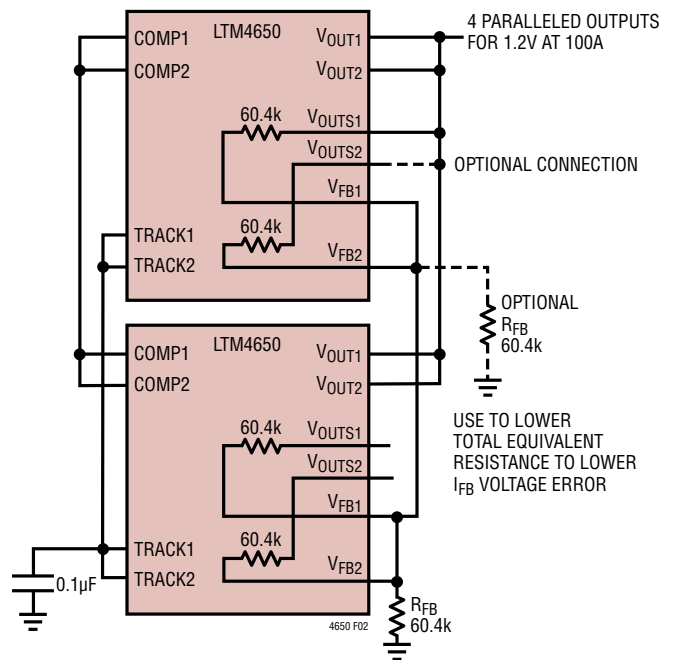 4 PARALLELED OUTPUTS
FOR 1.2V AT 100A
LTM4650
COMP1
COMP2
VOUT1
VOUT2
60.4k
VOUTS1
VOUTS2
OPTIONAL CONNECTION
VFB1
60.4k
VFB2
TRACK1
TRACK2
OPTIONAL
RFB
60.4k
LTM4650
COMP1
COMP2
VOUT1
VOUT2
USE TO LOWER
TOTAL EQUIVALENT
RESISTANCE TO LOWER
IFB VOLTAGE ERROR
60.4k
VOUTS1
VOUTS2
VFB1
60.4k
VFB2
TRACK1
TRACK2
0.1µF
RFB
60.4k
4650 F02